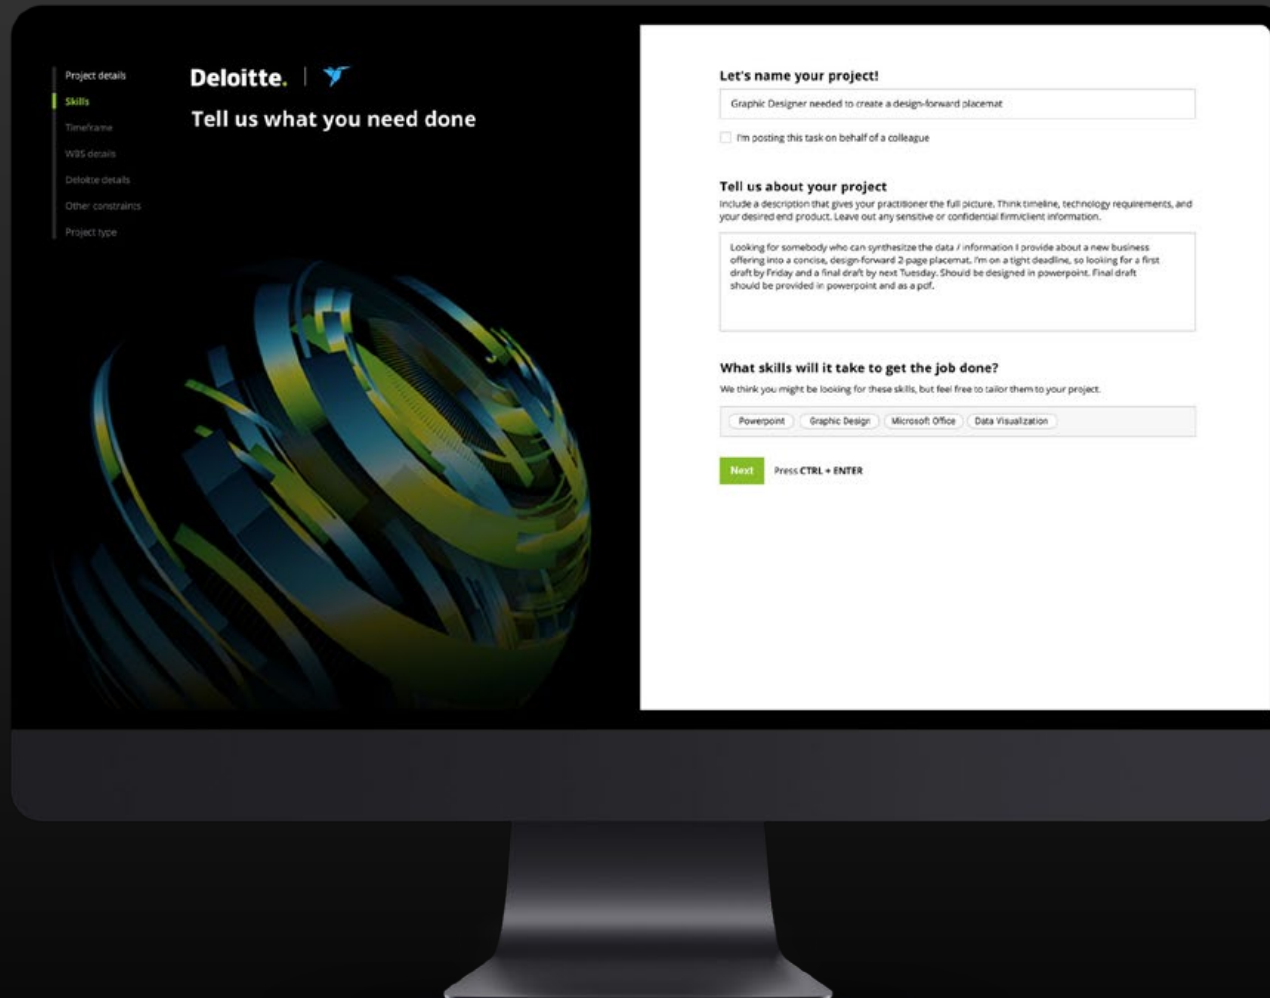 Project details
Skills
Timeframe
WBS details
Deloitte details
Other constraints
Project type
Deloitte.
Tell us what you need done
Let's name your project!
Graphic Designer needed to create a design-forward placemat
I'm posting this task on behalf of a colleague
Tell us about your project
Include a description that gives your practitioner the full picture. Think timeline, technology requirements, and
your desired end product. Leave out any sensitive or confidential firm/client information.
Looking for somebody who can synthesitze the data / information I provide about a new business
offering into a concise, design-forward 2-page placemat. I'm on a tight deadline, so looking for a first
draft by Friday and a final draft by next Tuesday. Should be designed in powerpoint. Final draft
should be provided in powerpoint and as a pdf.
What skills will it take to get the job done?
We think you might be looking for these skills, but feel free to tailor them to your project.
Powerpoint Graphic Design Microsoft Office Data Visualization
Next Press CTRL + ENTER